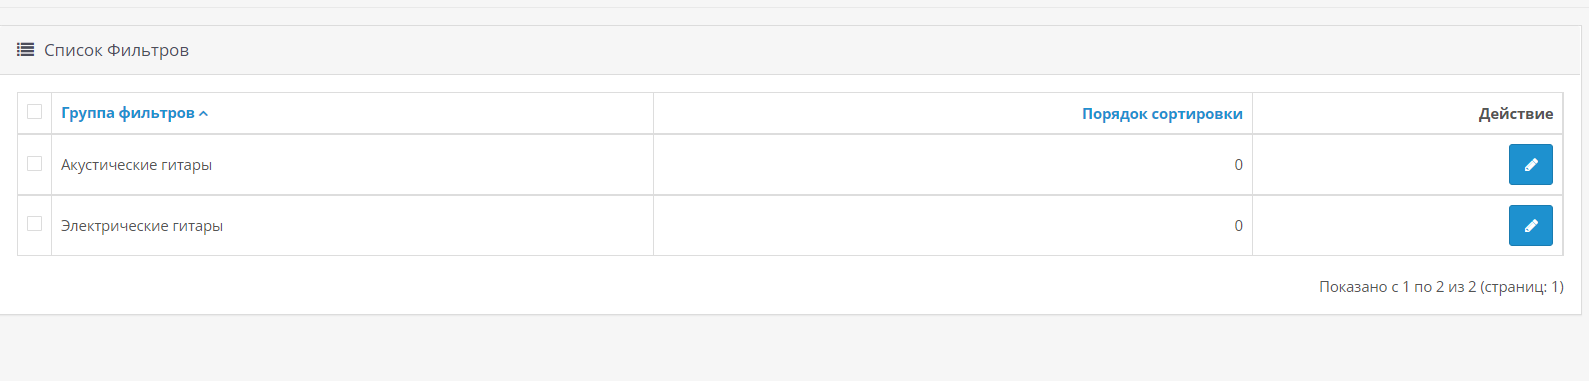 Список Фильтров
Группа фильтров Порядок сортировки Действие
Акустические гитары 0
Электрические гитары 0
Показано с 1 по 2 из 2 (страниц: 1)